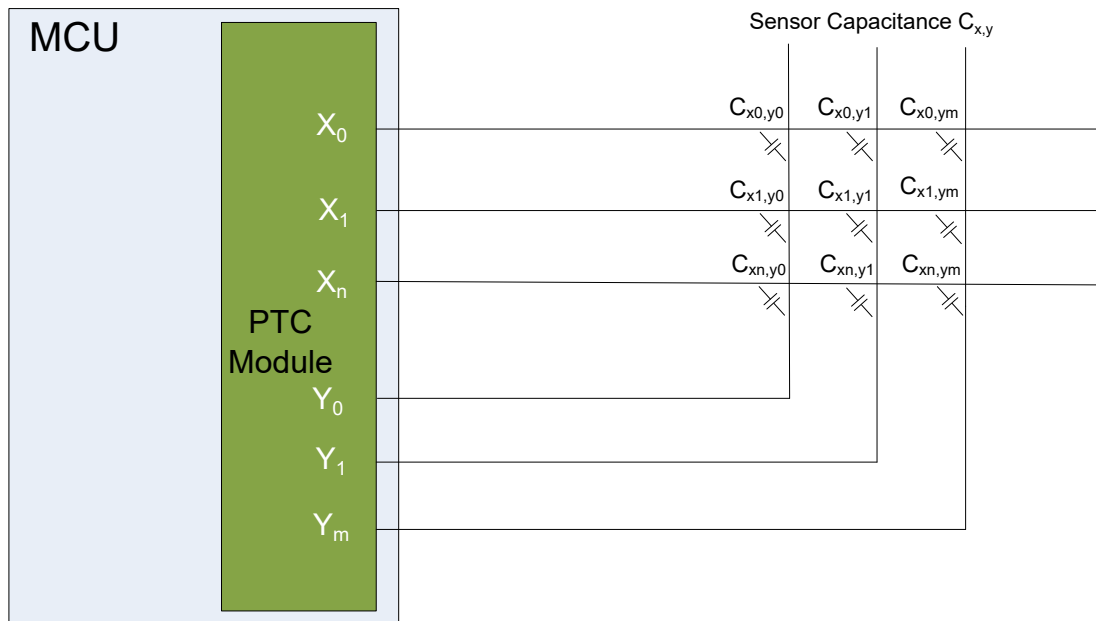 MCU
Sensor Capacitance Cx,y
X0
Cx0,y0 Cx0,y1 Cx0,ym
X1
Cx1,y0 Cx1,y1 Cx1,ym
Xn
Cxn,y0 Cxn,y1 Cxn,ym
PTC
Module
Y0
Y1
Ym